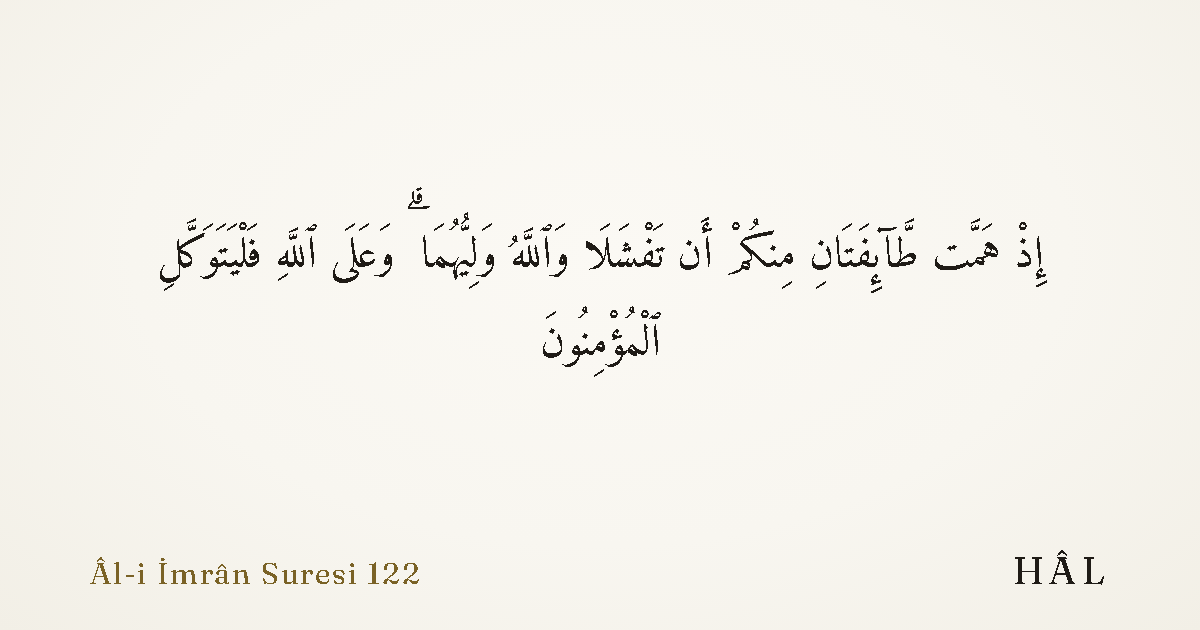 إِذْ هَمَّت طَّآئِفَتَانِ مِنكُمْ أَن تَفْشَلَا وَٱللَّهُ وَلِيُّهُمَا ۗ وَعَلَى ٱللَّهِ فَلْيَتَوَكَّلِ
ٱلْمُؤْمِنُونَ
Âl-i İmrân Suresi 122
HÂL